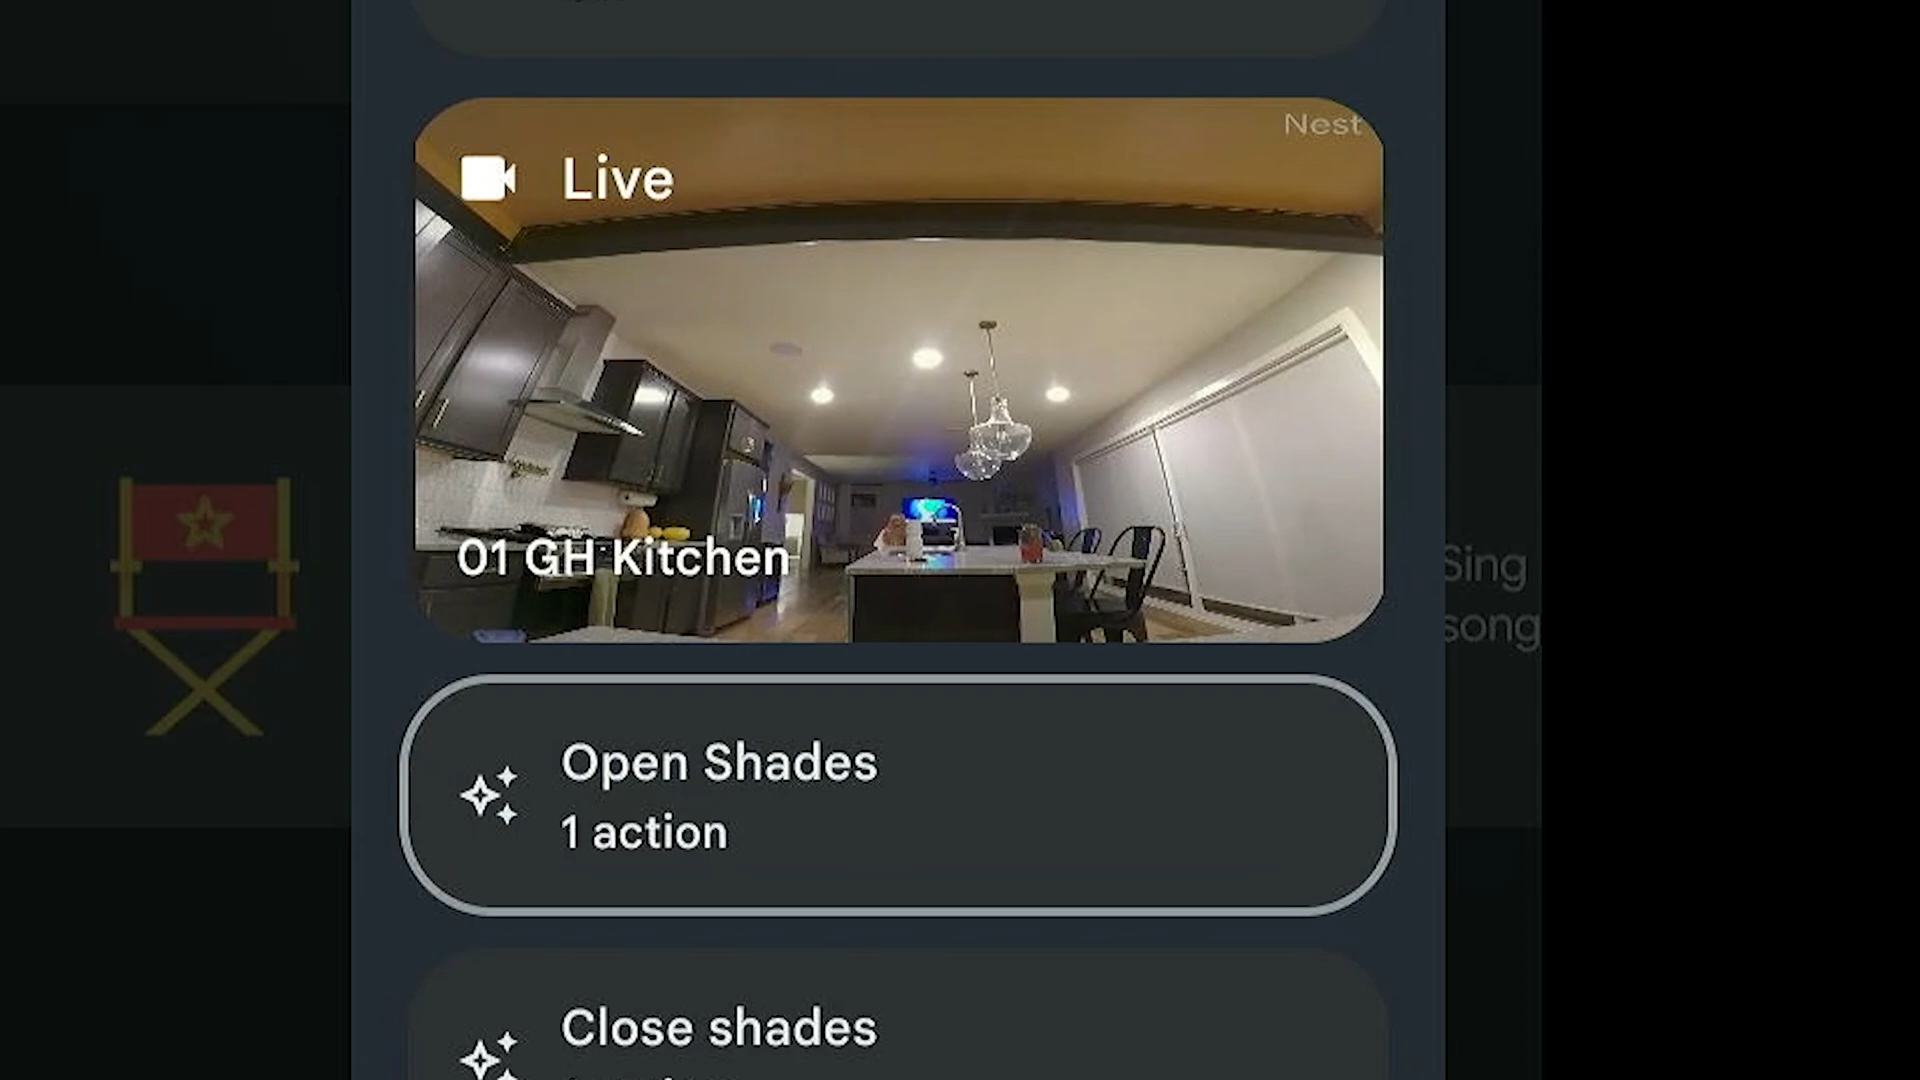 Nest
Live
01 GH Kitchen
Open Shades
1 action
Close shades
Sing
song